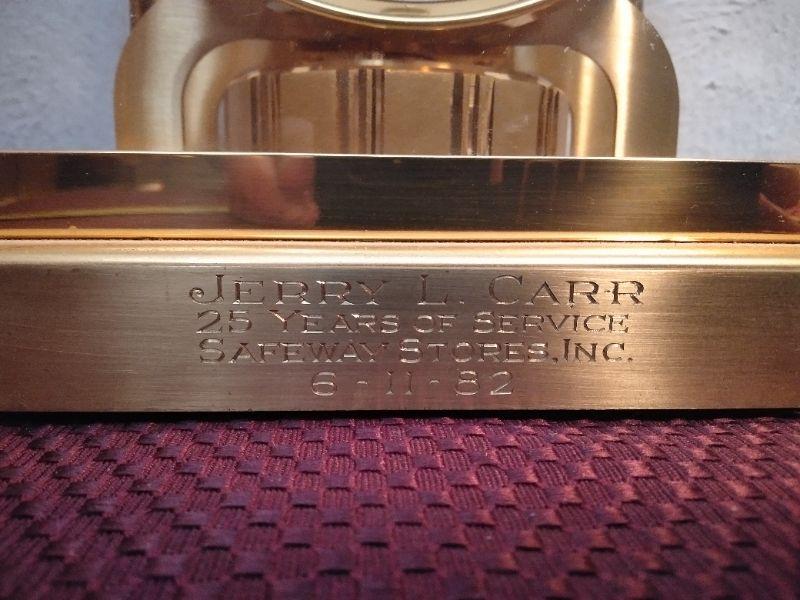 JERRY L. CARR
25 YEARS OF SERVICE
SAFEWAY STORES, INC.
6-11-82